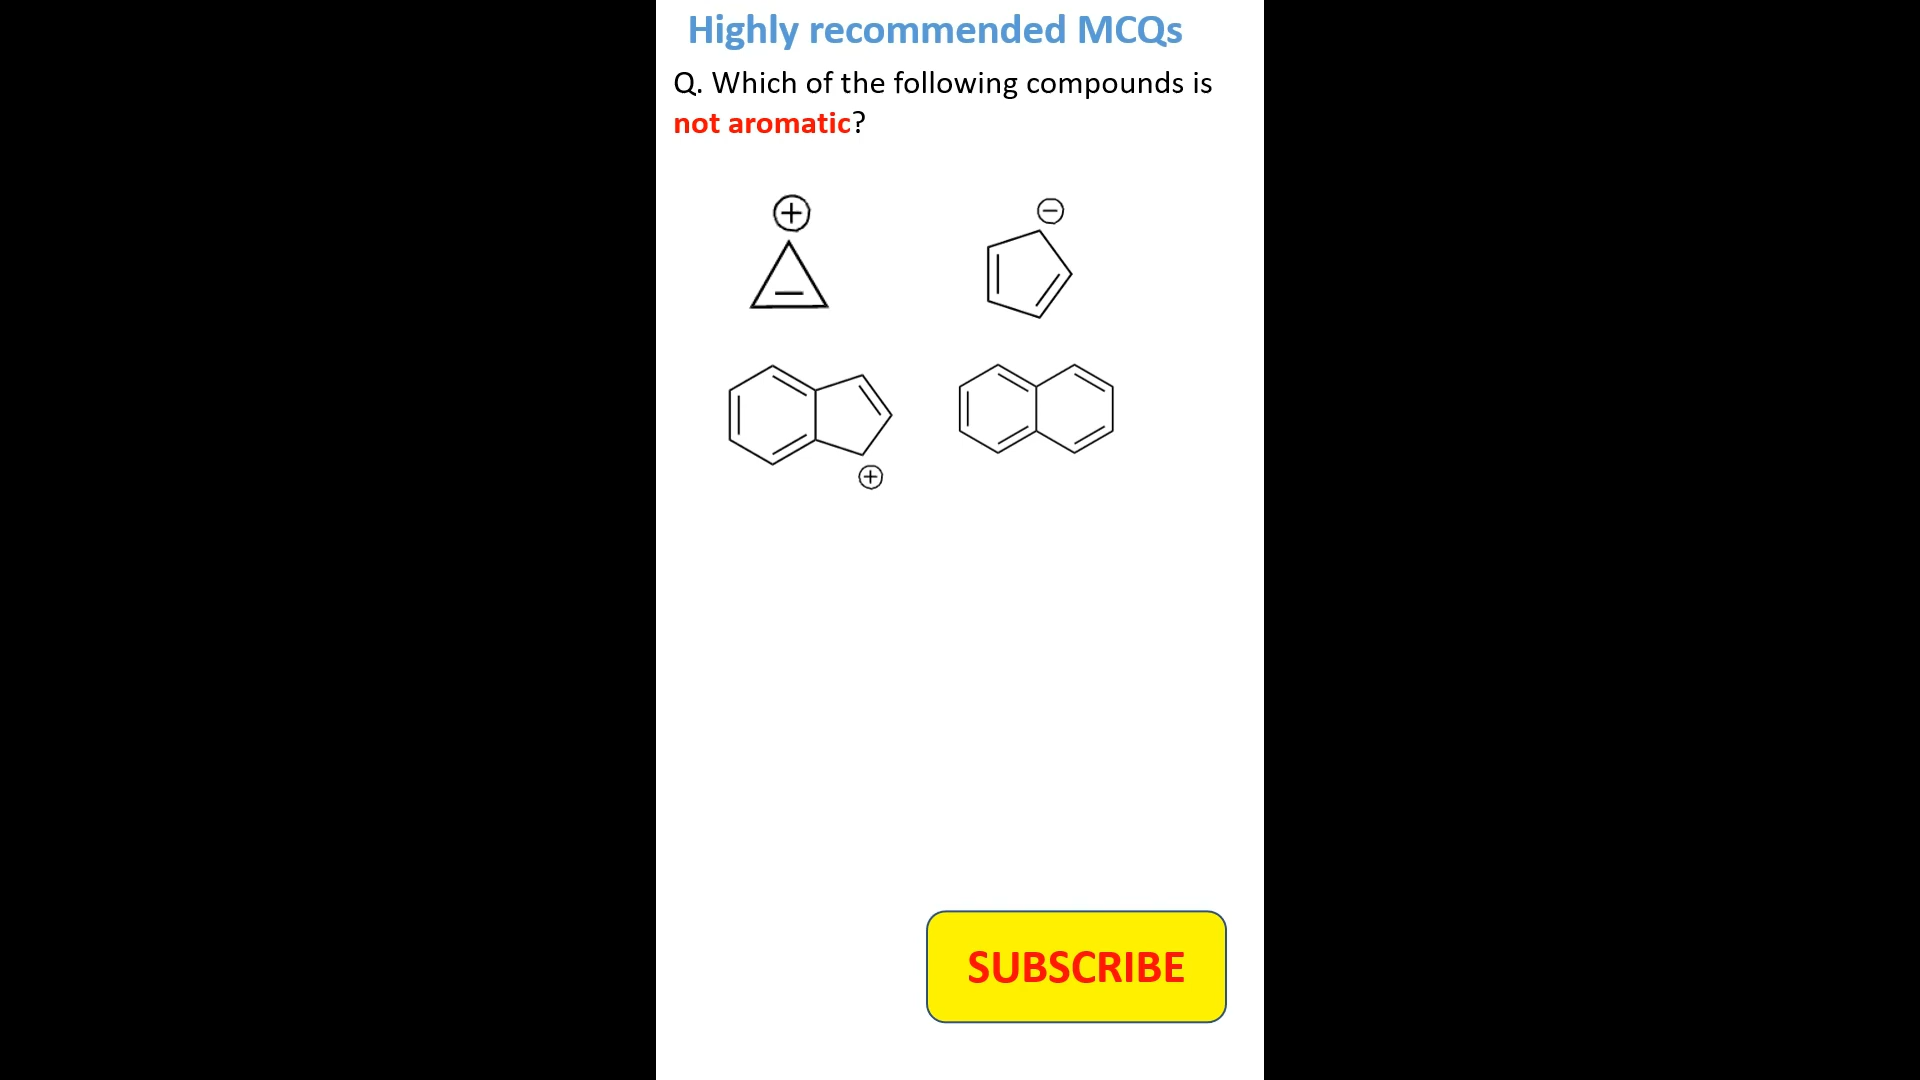 Highly recommended MCQs
Q. Which of the following compounds is
not aromatic?
+
−
+
SUBSCRIBE